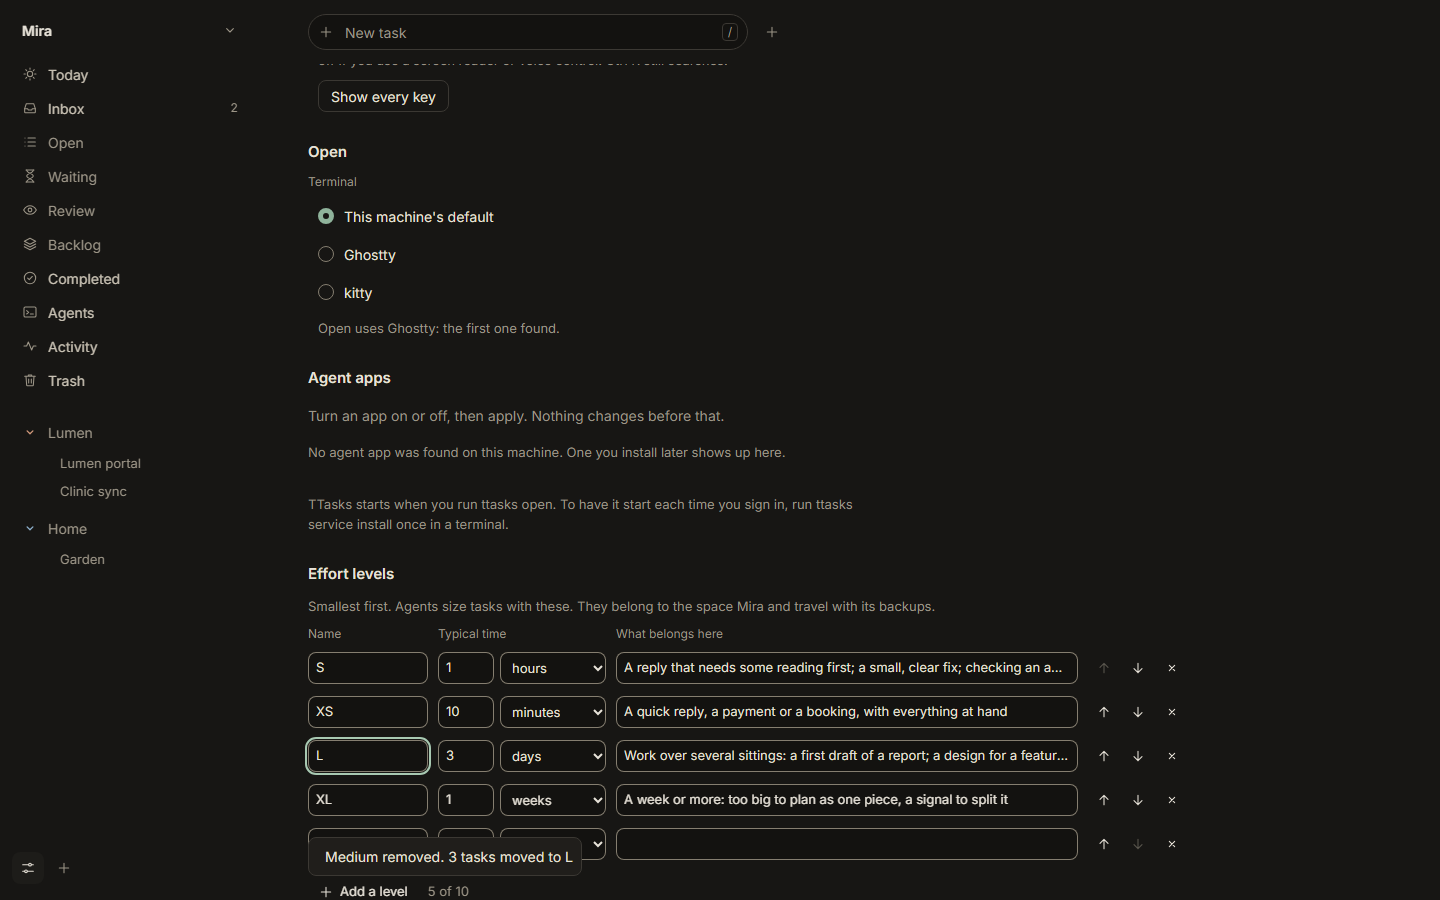 Mira
New task
/
Today
Inbox 2
Open
Waiting
Review
Backlog
Completed
Agents
Activity
Trash
Lumen
Lumen portal
Clinic sync
Home
Garden
Show every key
Open
Terminal
This machine's default
Ghostty
kitty
Open uses Ghostty: the first one found.
Agent apps
Turn an app on or off, then apply. Nothing changes before that.
No agent app was found on this machine. One you install later shows up here.
TTasks starts when you run ttasks open. To have it start each time you sign in, run ttasks
service install once in a terminal.
Effort levels
Smallest first. Agents size tasks with these. They belong to the space Mira and travel with its backups.
Name Typical time What belongs here
S 1 hours A reply that needs some reading first; a small, clear fix; checking an a...
XS 10 minutes A quick reply, a payment or a booking, with everything at hand
L 3 days Work over several sittings: a first draft of a report; a design for a featur...
XL 1 weeks A week or more: too big to plan as one piece, a signal to split it
Medium removed. 3 tasks moved to L
Add a level 5 of 10